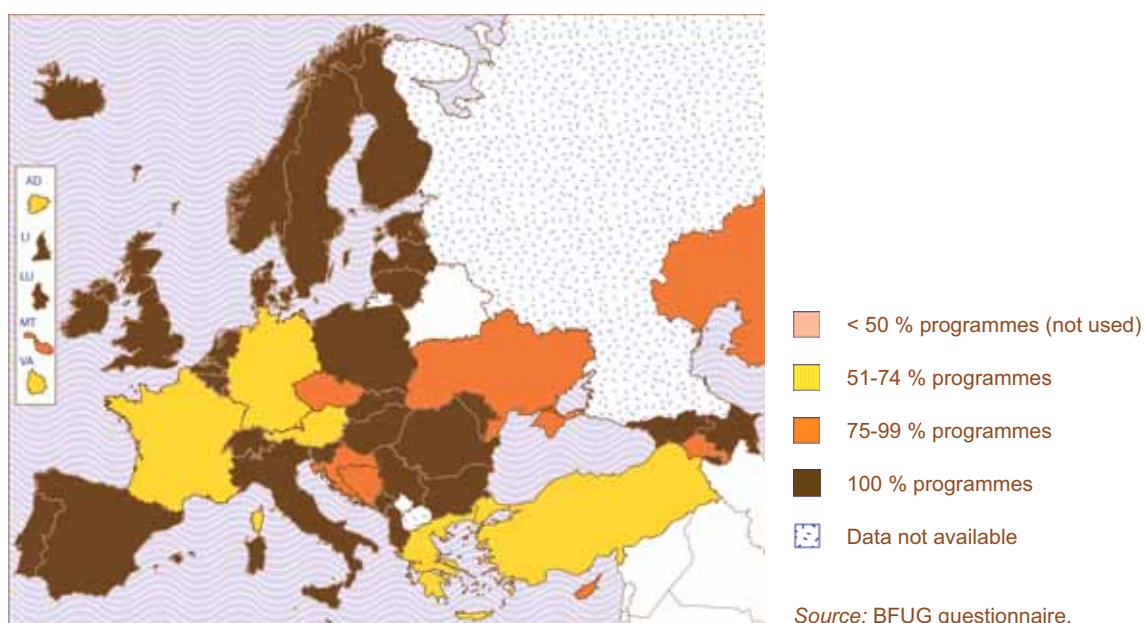 AD
LI
LU
MT
VA
< 50 % programmes (not used)
51-74 % programmes
75-99 % programmes
100 % programmes
Data not available
Source: BFUG questionnaire.